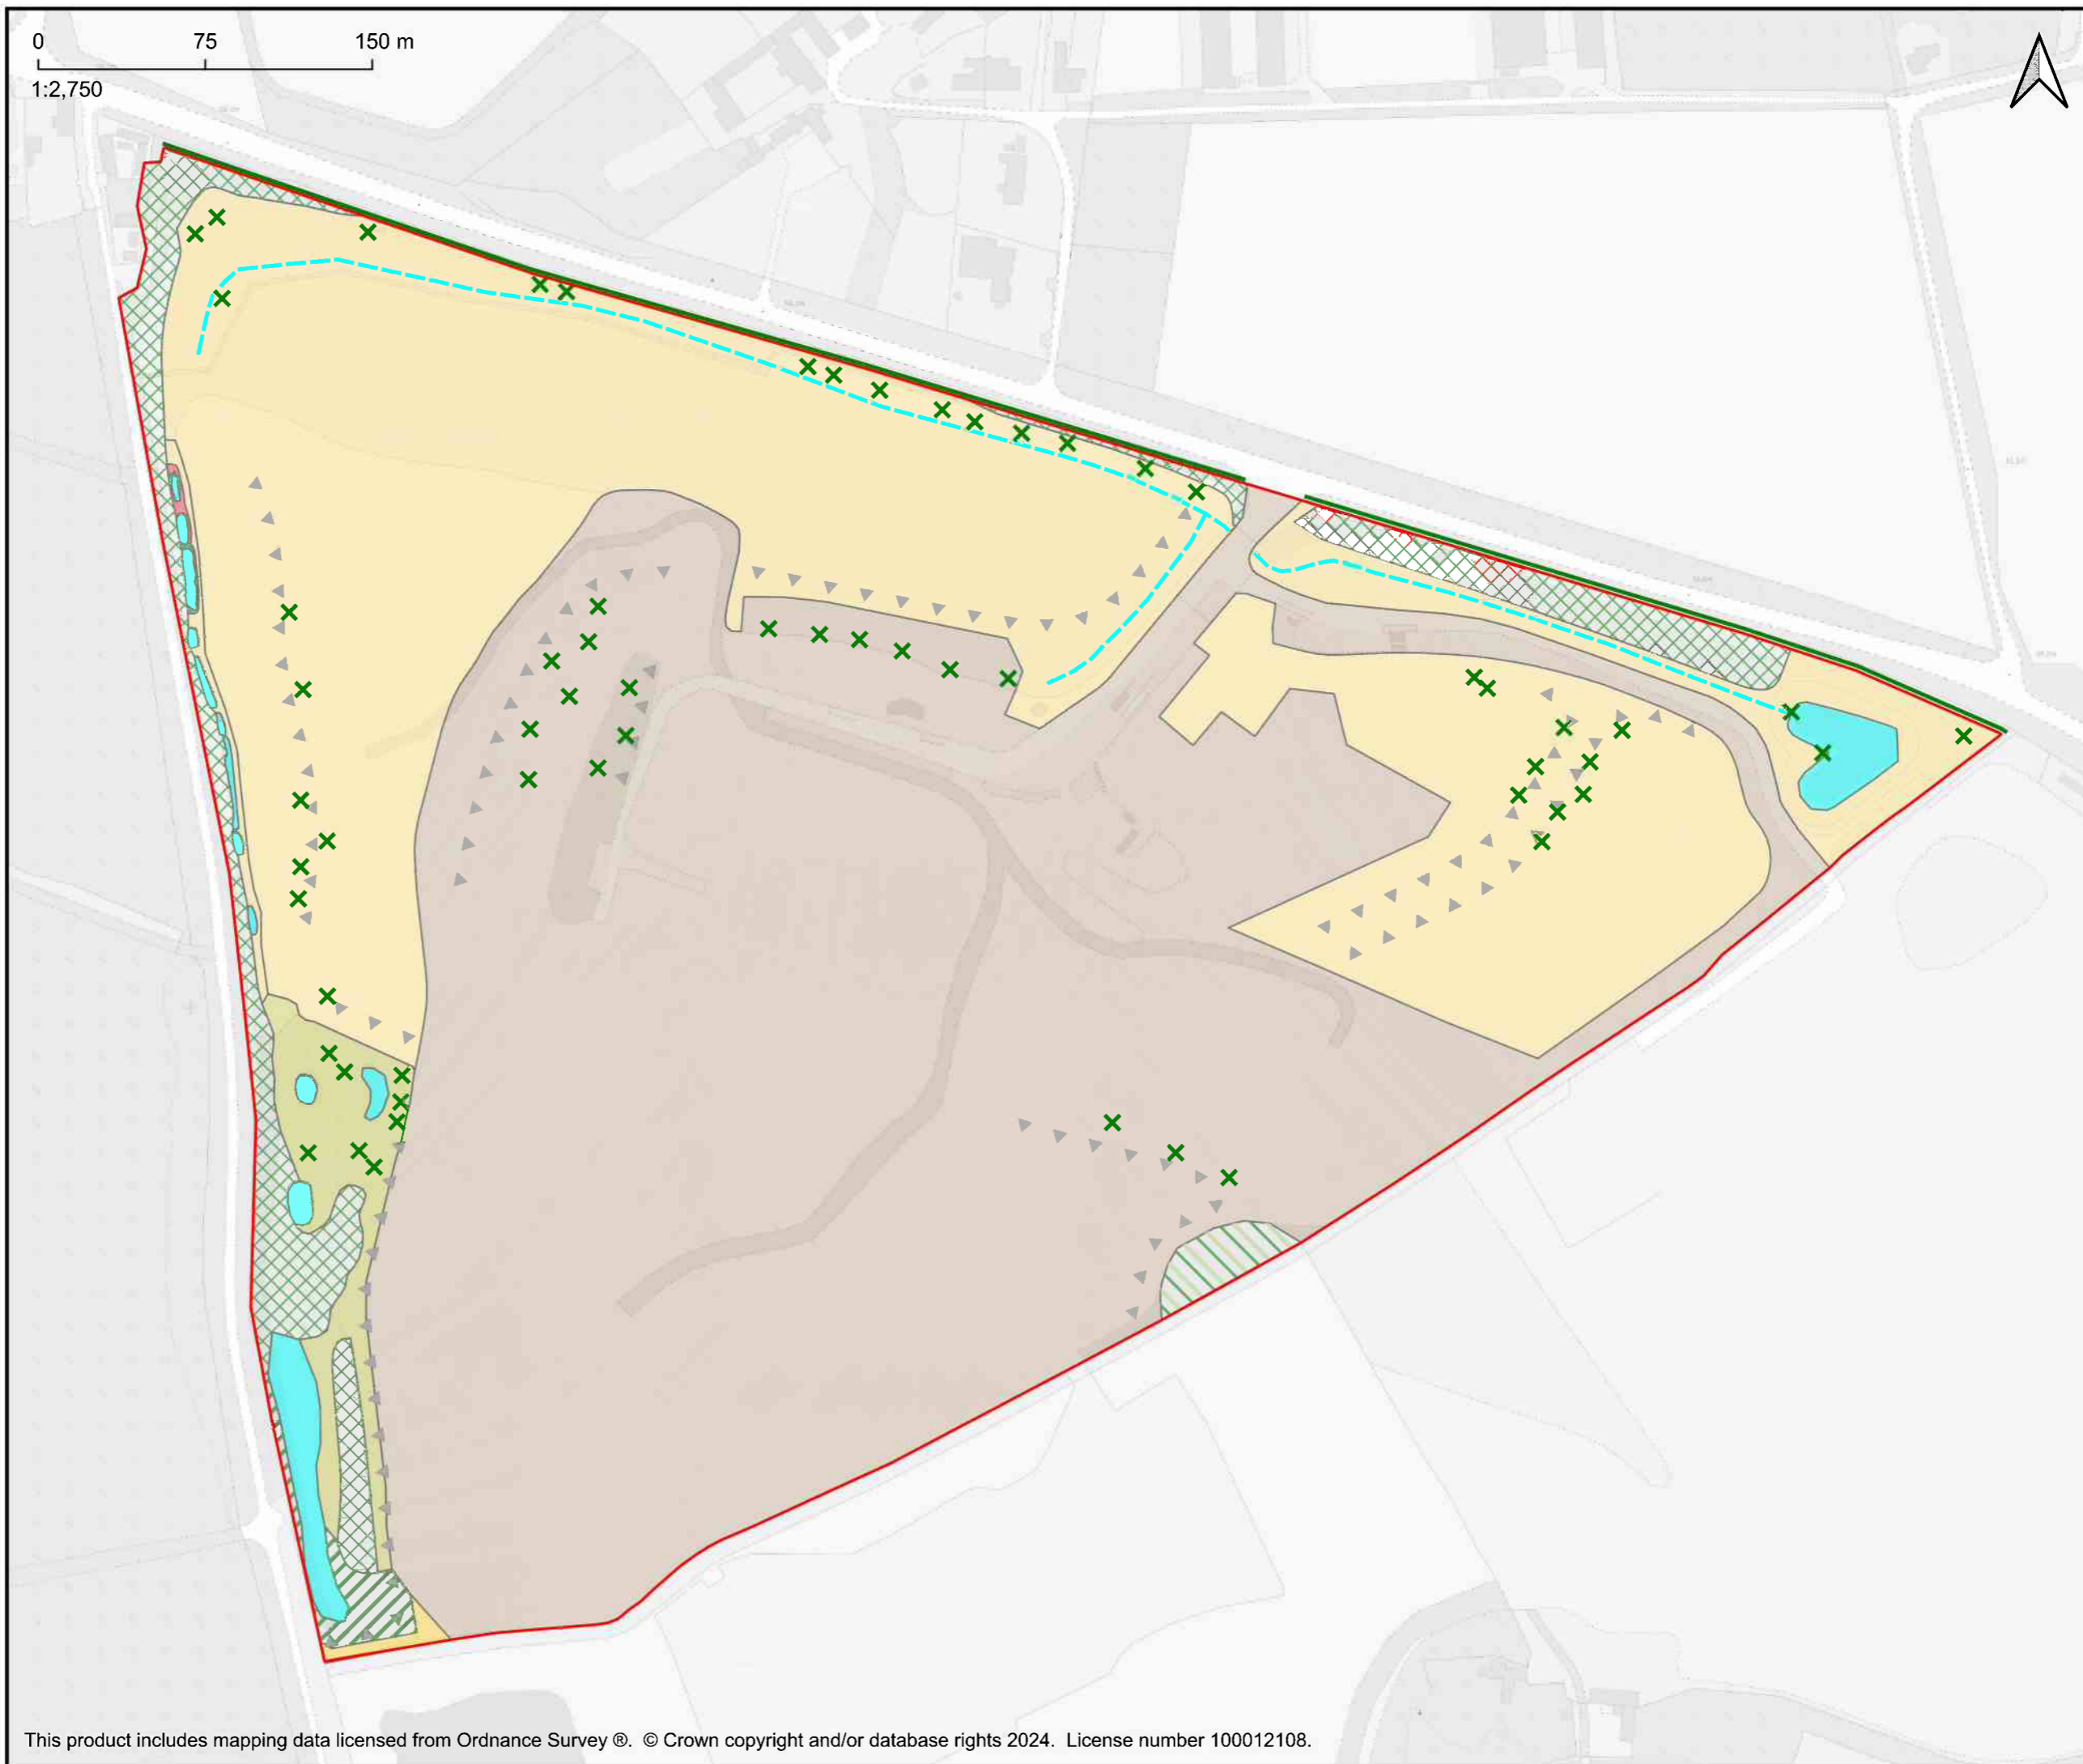 0 75 150 m
1:2,750
This product includes mapping data licensed from Ordnance Survey ®. © Crown copyright and/or database rights 2024. License number 100012108.